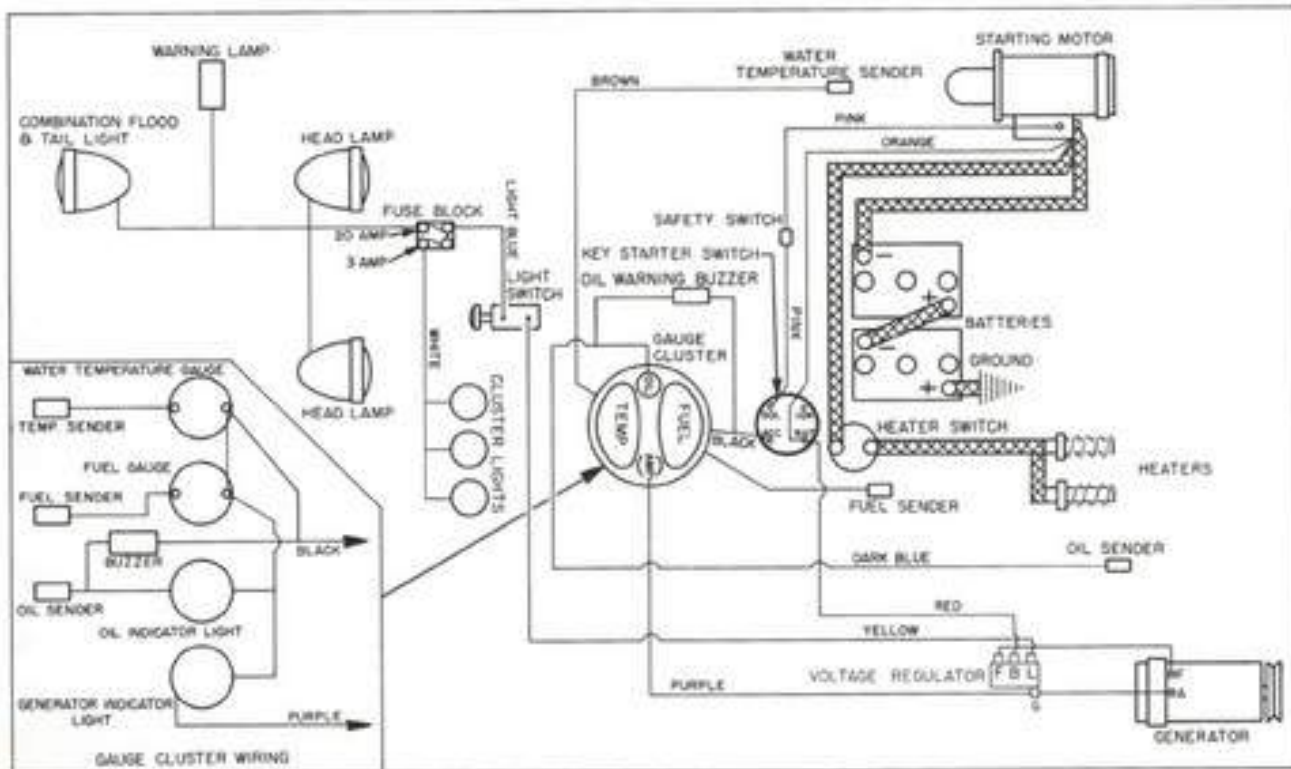 WARNING LAMP
COMBINATION FLOOD
& TAIL LIGHT
HEAD LAMP
FUSE BLOCK
20 AMP
3 AMP
LIGHT BLUE
LIGHT
SWITCH
WHITE
CLUSTER LIGHTS
HEAD LAMP
BROWN
WATER
TEMPERATURE SENDER
STARTING MOTOR
PINK
ORANGE
SAFETY SWITCH
KEY STARTER SWITCH
OIL WARNING BUZZER
PINK
GAUGE
CLUSTER
OIL
TEMP
FUEL
BLACK
BATTERIES
GROUND
HEATER SWITCH
HEATERS
FUEL SENDER
DARK BLUE
OIL SENDER
RED
YELLOW
VOLTAGE REGULATOR
F B L
PURPLE
GENERATOR
WATER TEMPERATURE GAUGE
TEMP SENDER
FUEL GAUGE
FUEL SENDER
BUZZER
BLACK
OIL SENDER
OIL INDICATOR LIGHT
GENERATOR INDICATOR
LIGHT
PURPLE
GAUGE CLUSTER WIRING